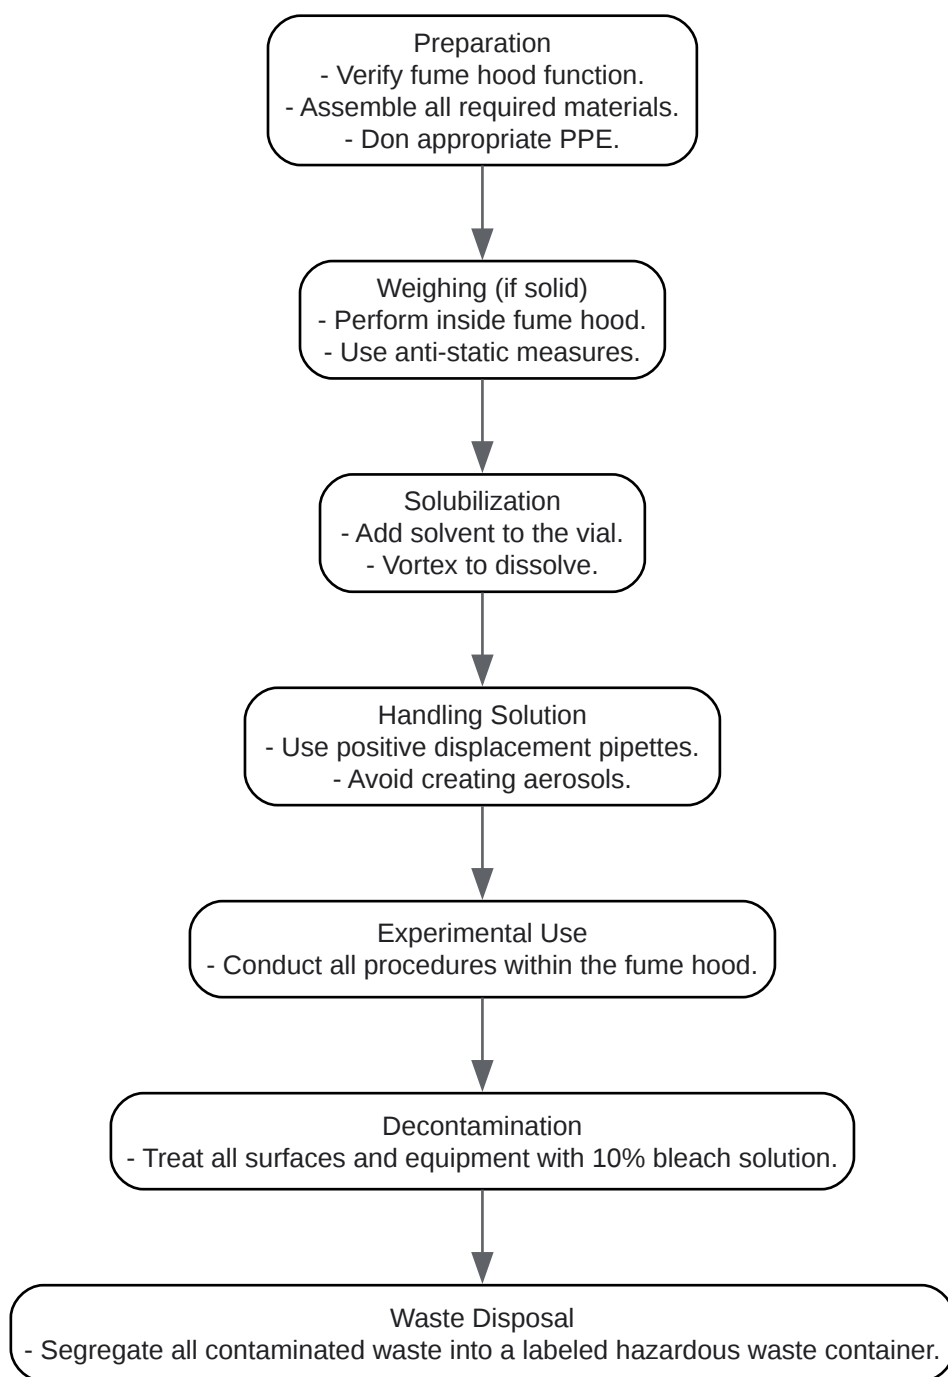 Preparation
- Verify fume hood function.
- Assemble all required materials.
- Don appropriate PPE.
Weighing (if solid)
- Perform inside fume hood.
- Use anti-static measures.
Solubilization
- Add solvent to the vial.
- Vortex to dissolve.
Handling Solution
- Use positive displacement pipettes.
- Avoid creating aerosols.
Experimental Use
- Conduct all procedures within the fume hood.
Decontamination
- Treat all surfaces and equipment with 10% bleach solution.
Waste Disposal
- Segregate all contaminated waste into a labeled hazardous waste container.